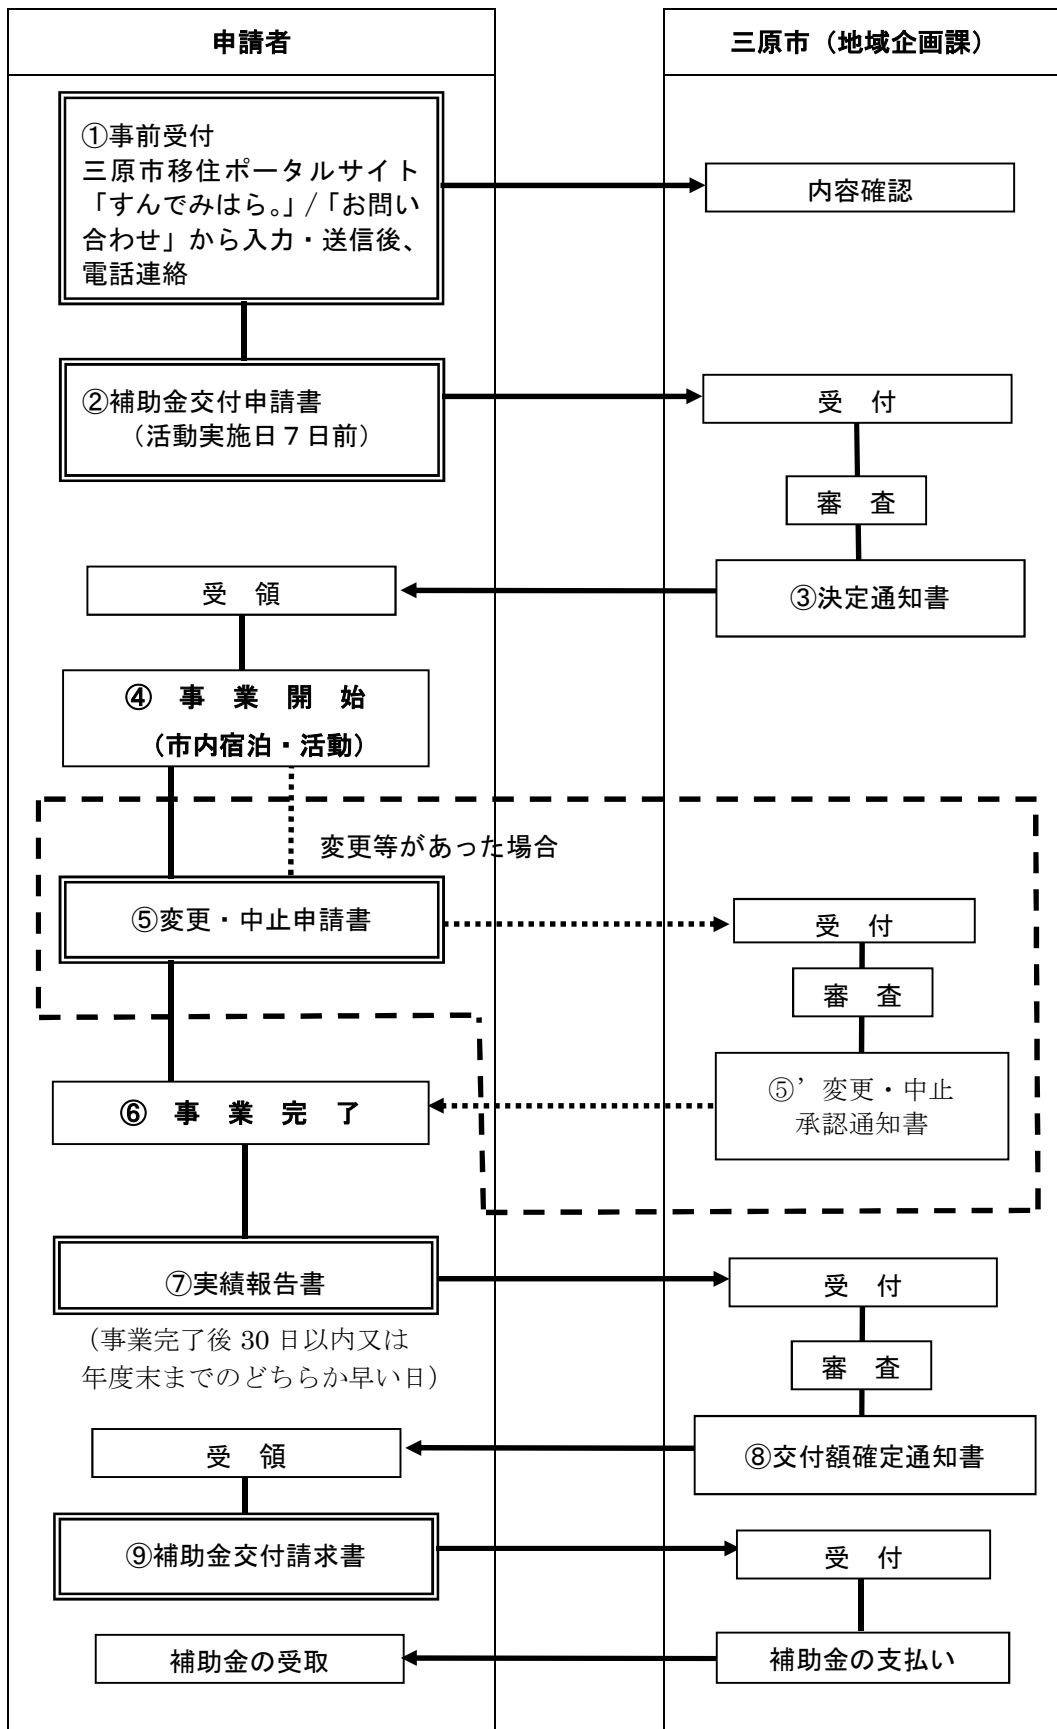 申請者
三原市（地域企画課）
①事前受付
三原市移住ポータルサイト
「すんでみはら。」/「お問い
合わせ」から入力・送信後、
電話連絡
内容確認
②補助金交付申請書
（活動実施日７日前）
受　付
審　査
③決定通知書
受　領
④　事　業　開　始
（市内宿泊・活動）
変更等があった場合
⑤変更・中止申請書
受　付
審　査
⑤’変更・中止
承認通知書
⑥　事　業　完　了
⑦実績報告書
（事業完了後 30 日以内又は
年度末までのどちらか早い日）
受　付
審　査
⑧交付額確定通知書
受　領
⑨補助金交付請求書
受　付
補助金の支払い
補助金の受取